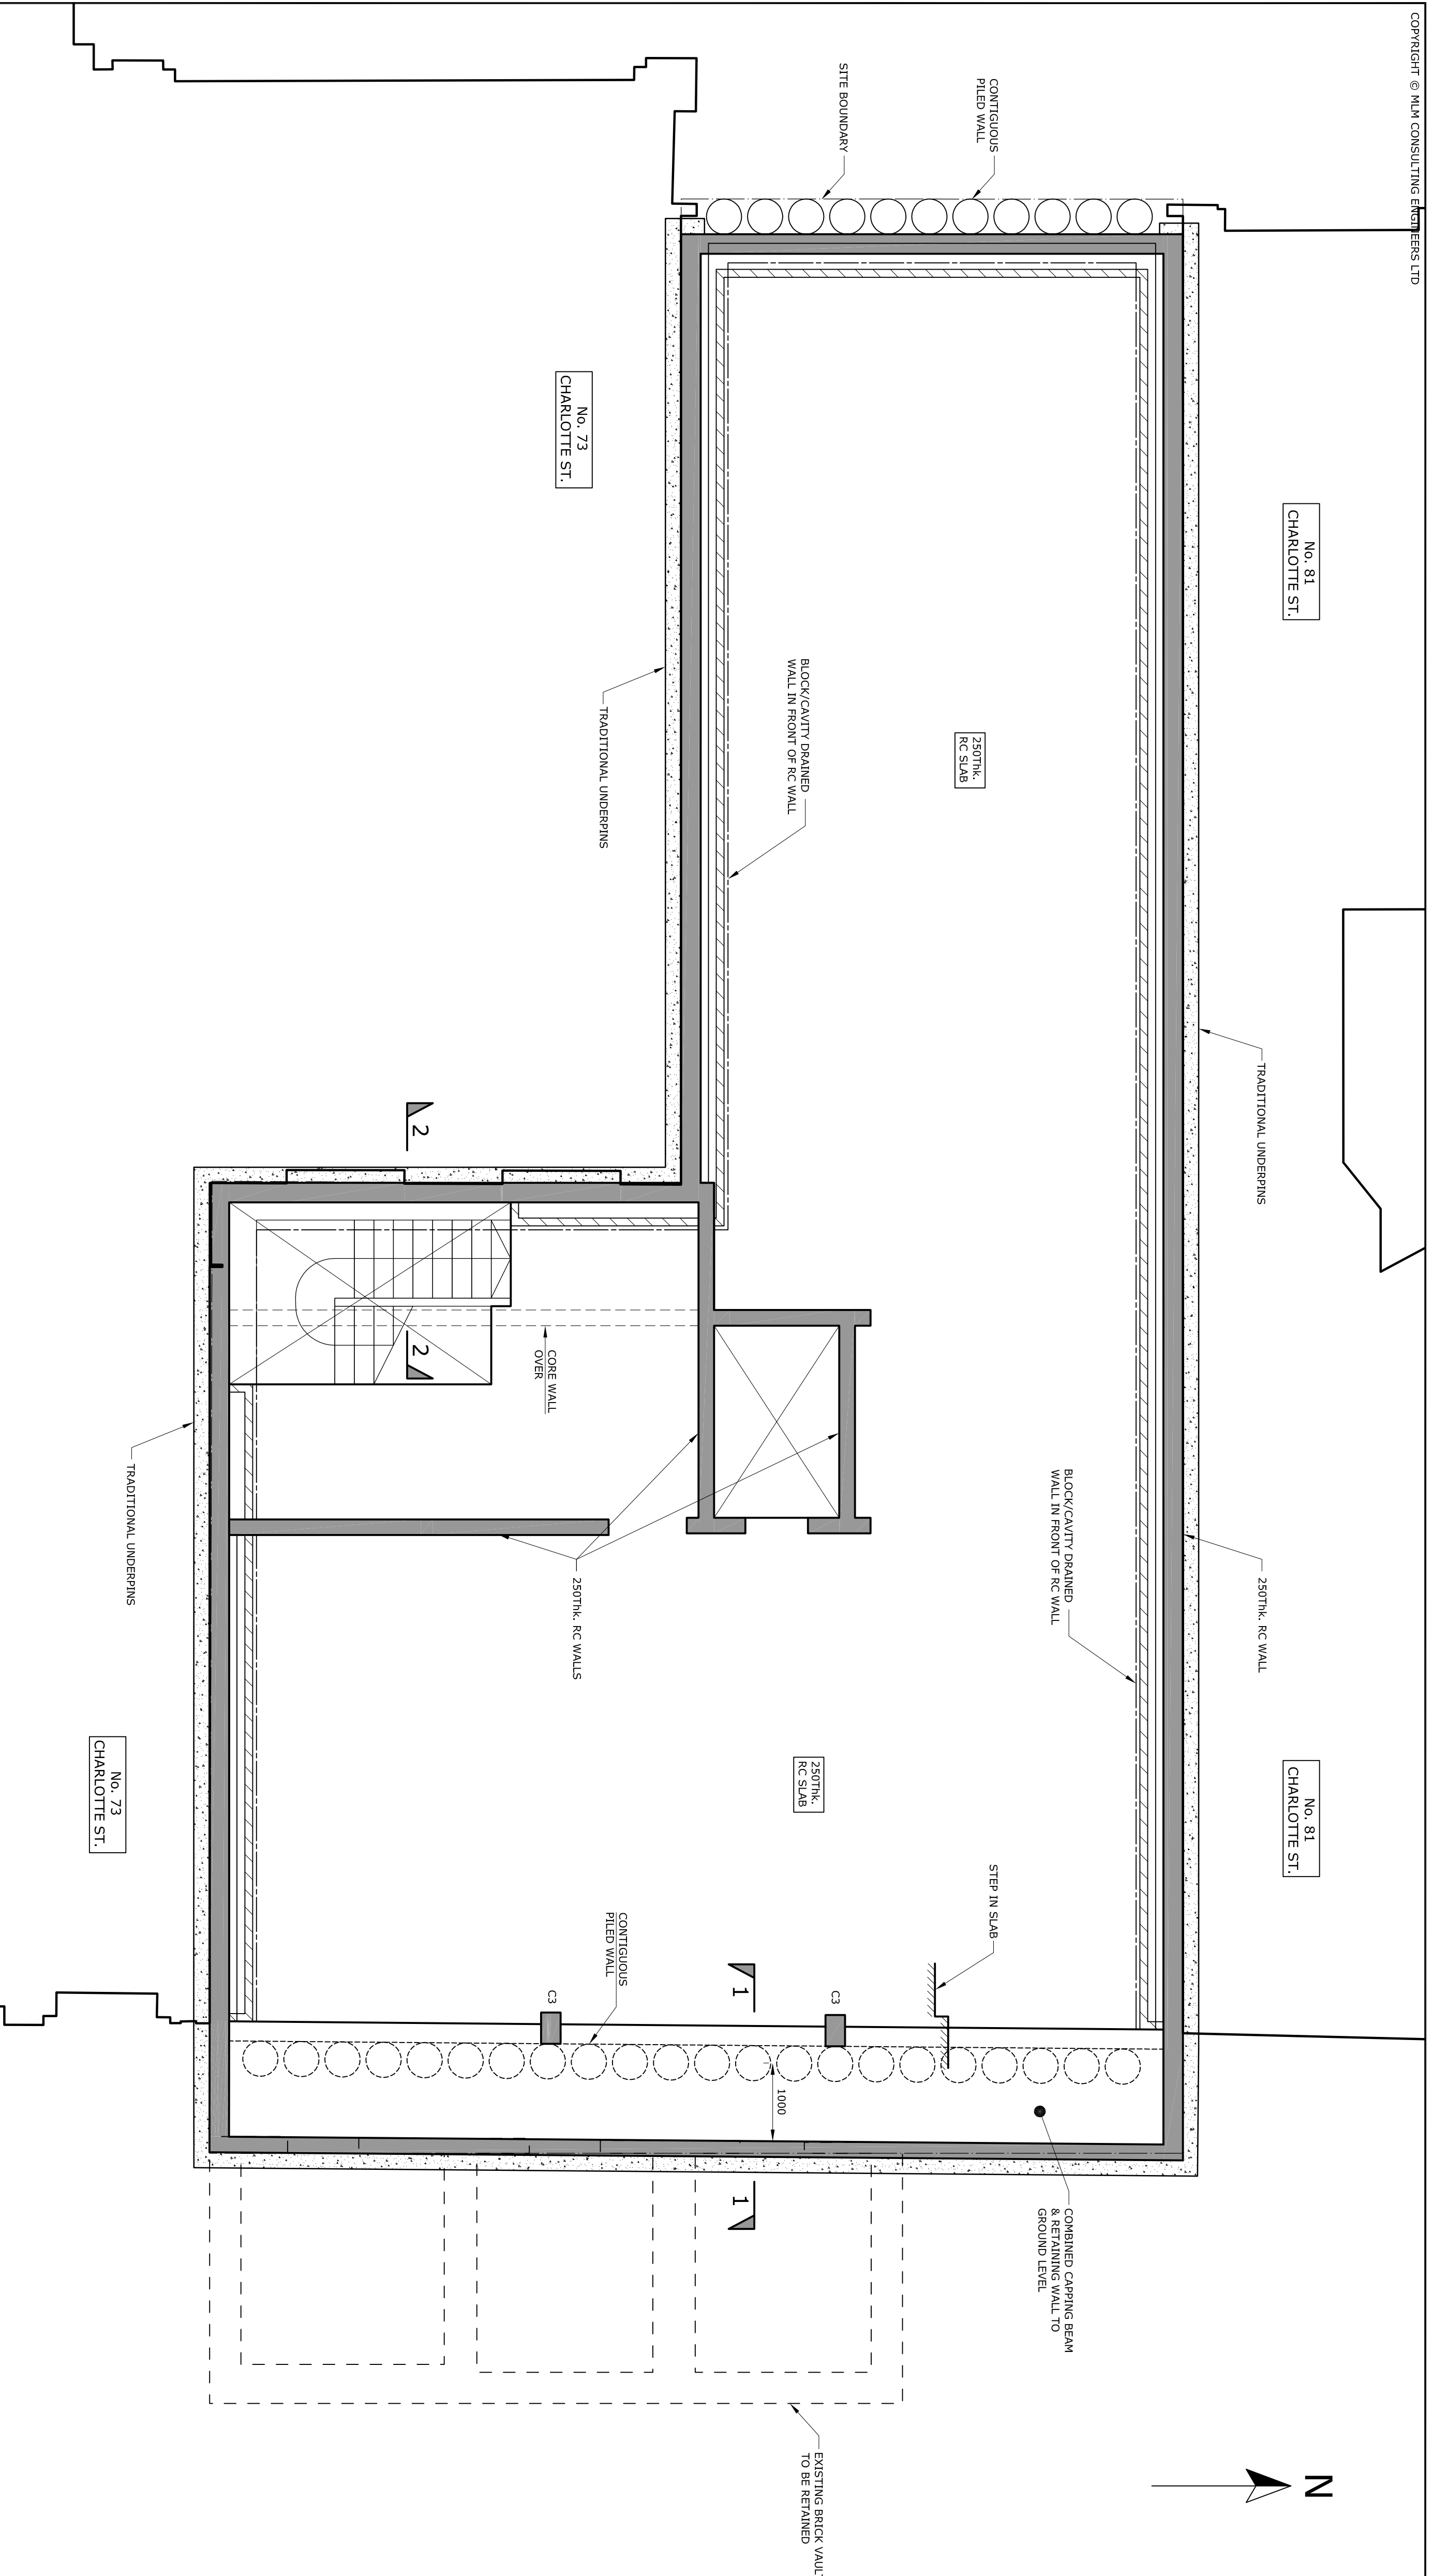 COPYRIGHT © MLM CONSULTING ENGINEERS LTD
CONTIGUOUS
PILED WALL
SITE BOUNDARY
No. 81
CHARLOTTE ST.
No. 73
CHARLOTTE ST.
BLOCK/CAVITY DRAINED
WALL IN FRONT OF RC WALL
250Thk.
RC SLAB
TRADITIONAL UNDERPINS
TRADITIONAL UNDERPINS
2
2
CORE WALL
OVER
250Thk. RC WALLS
BLOCK/CAVITY DRAINED
WALL IN FRONT OF RC WALL
250Thk. RC WALL
TRADITIONAL UNDERPINS
No. 73
CHARLOTTE ST.
No. 81
CHARLOTTE ST.
250Thk.
RC SLAB
STEP IN SLAB
CONTIGUOUS
PILED WALL
C3
C3
1
1
1000
COMBINED CAPPING BEAM
& RETAINING WALL TO
GROUND LEVEL
EXISTING BRICK VAULT
TO BE RETAINED
N